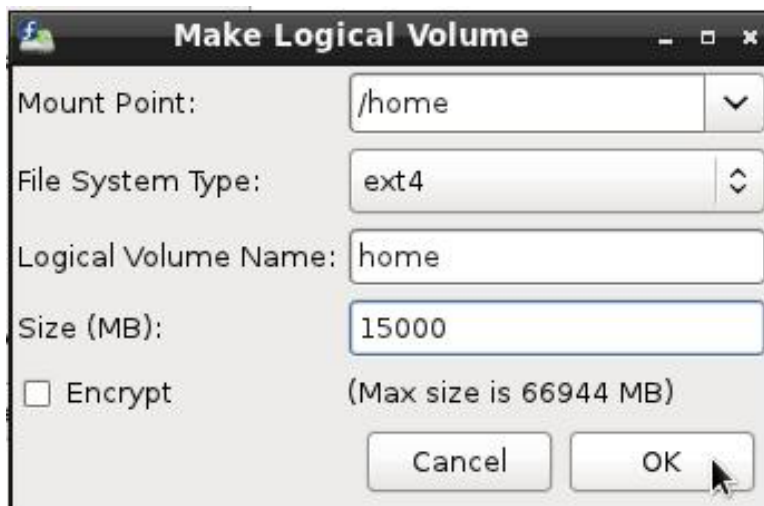 Make Logical Volume
Mount Point: /home
File System Type: ext4
Logical Volume Name: home
Size (MB): 15000
Encrypt (Max size is 66944 MB)
Cancel OK